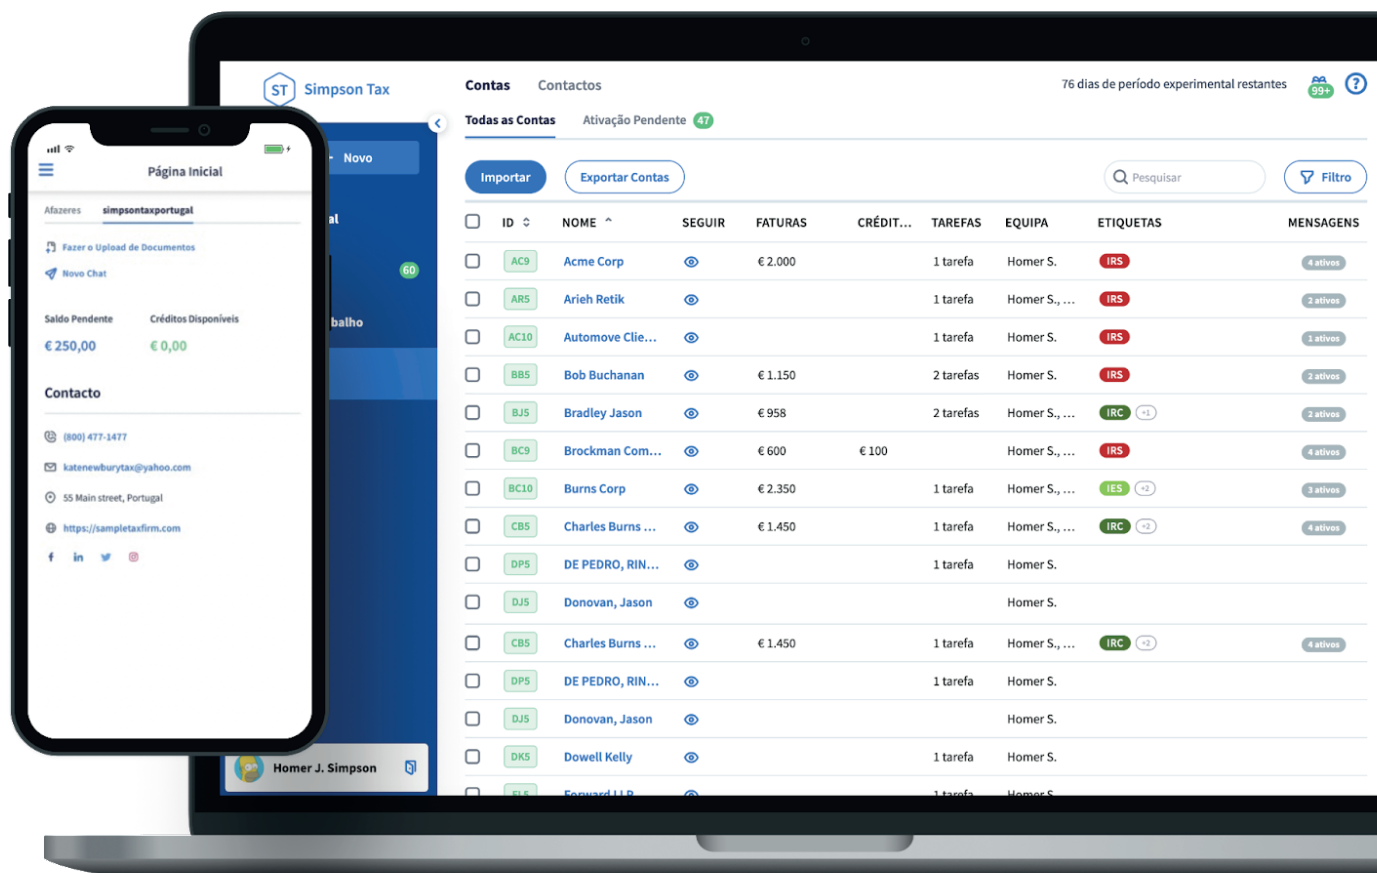 ST Simpson Tax
Contas Contactos
76 dias de período experimental restantes
99+
?
Todas as Contas Ativação Pendente 47
Novo
Importar Exportar Contas Pesquisar Filtro
60
balho
ID NOME SEGUIR FATURAS CRÉDIT... TAREFAS EQUIPA ETIQUETAS MENSAGENS
AC9 Acme Corp € 2.000 1 tarefa Homer S. IRS 4 ativos
AR5 Arieh Retik 1 tarefa Homer S., ... IRS 2 ativos
AC10 Automove Clie... 1 tarefa Homer S. IRS 1 ativos
BB5 Bob Buchanan € 1.150 2 tarefas Homer S. IRS 2 ativos
BJ5 Bradley Jason € 958 2 tarefas Homer S., ... IRC +1 2 ativos
BC9 Brockman Com... € 600 € 100 Homer S., ... IRS 4 ativos
BC10 Burns Corp € 2.350 1 tarefa Homer S., ... IES +2 3 ativos
CB5 Charles Burns ... € 1.450 1 tarefa Homer S., ... IRC +2 4 ativos
DP5 DE PEDRO, RIN... 1 tarefa Homer S.
DJ5 Donovan, Jason Homer S.
CB5 Charles Burns ... € 1.450 1 tarefa Homer S., ... IRC +2 4 ativos
DP5 DE PEDRO, RIN... 1 tarefa Homer S.
DJ5 Donovan, Jason Homer S.
DK5 Dowell Kelly 1 tarefa Homer S.
Homer J. Simpson
Página Inicial
Afazeres simpsontaxportugal
Fazer o Upload de Documentos
Novo Chat
Saldo Pendente Créditos Disponíveis
€ 250,00 € 0,00
Contacto
(800) 477-1477
katenewburytax@yahoo.com
55 Main street, Portugal
https://sampletaxfirm.com